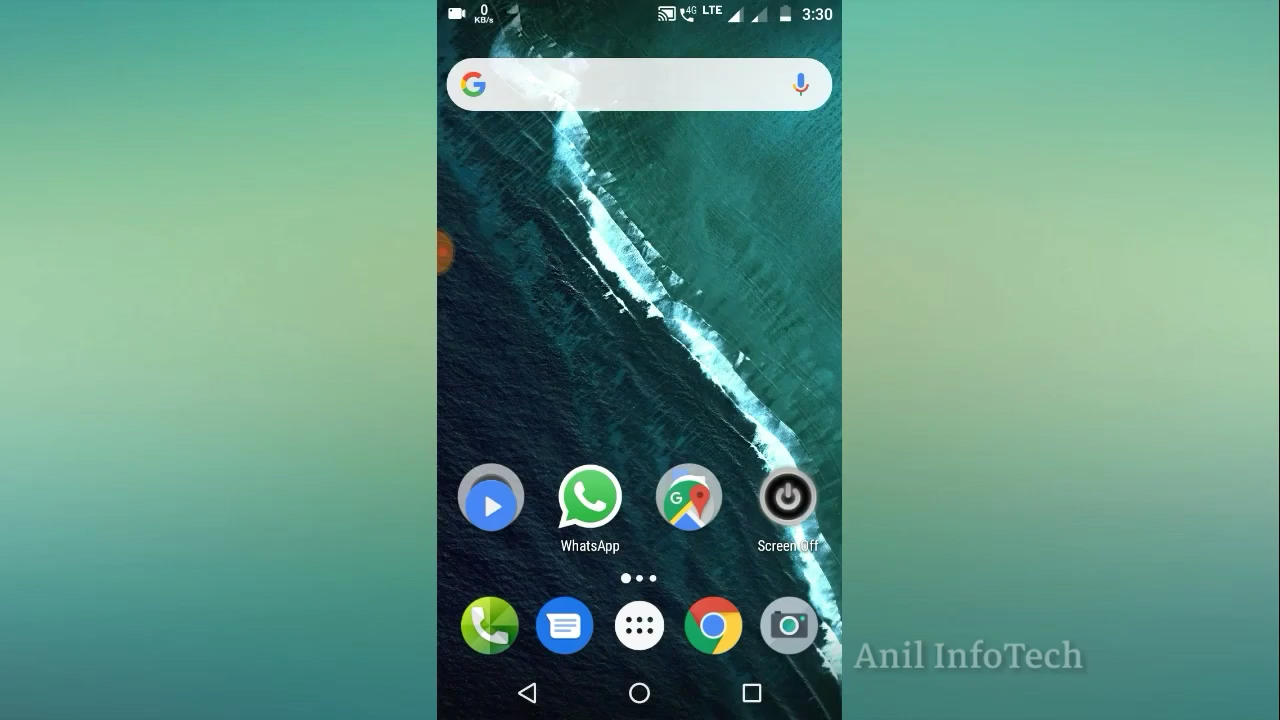 0
KB/s
4G
LTE
3:30
G
WhatsApp
Screen Off
Anil InfoTech